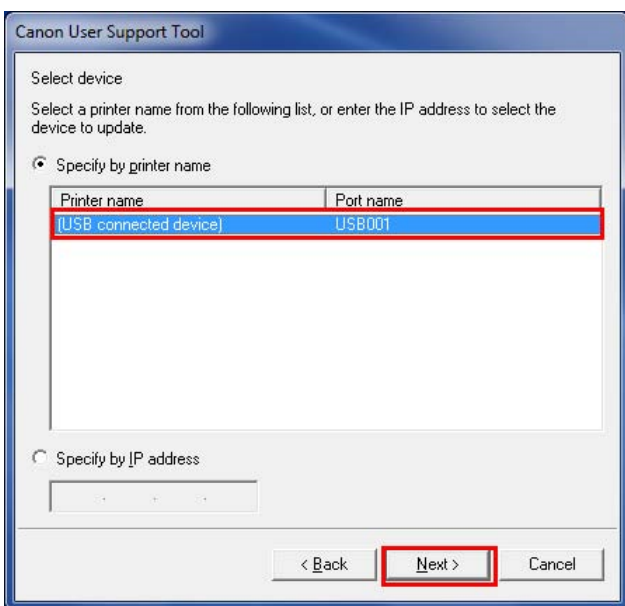 Canon User Support Tool
Select device
Select a printer name from the following list, or enter the IP address to select the
device to update.
Specify by printer name
Printer name Port name
(USB connected device) USB001
Specify by IP address
. . .
< Back Next > Cancel